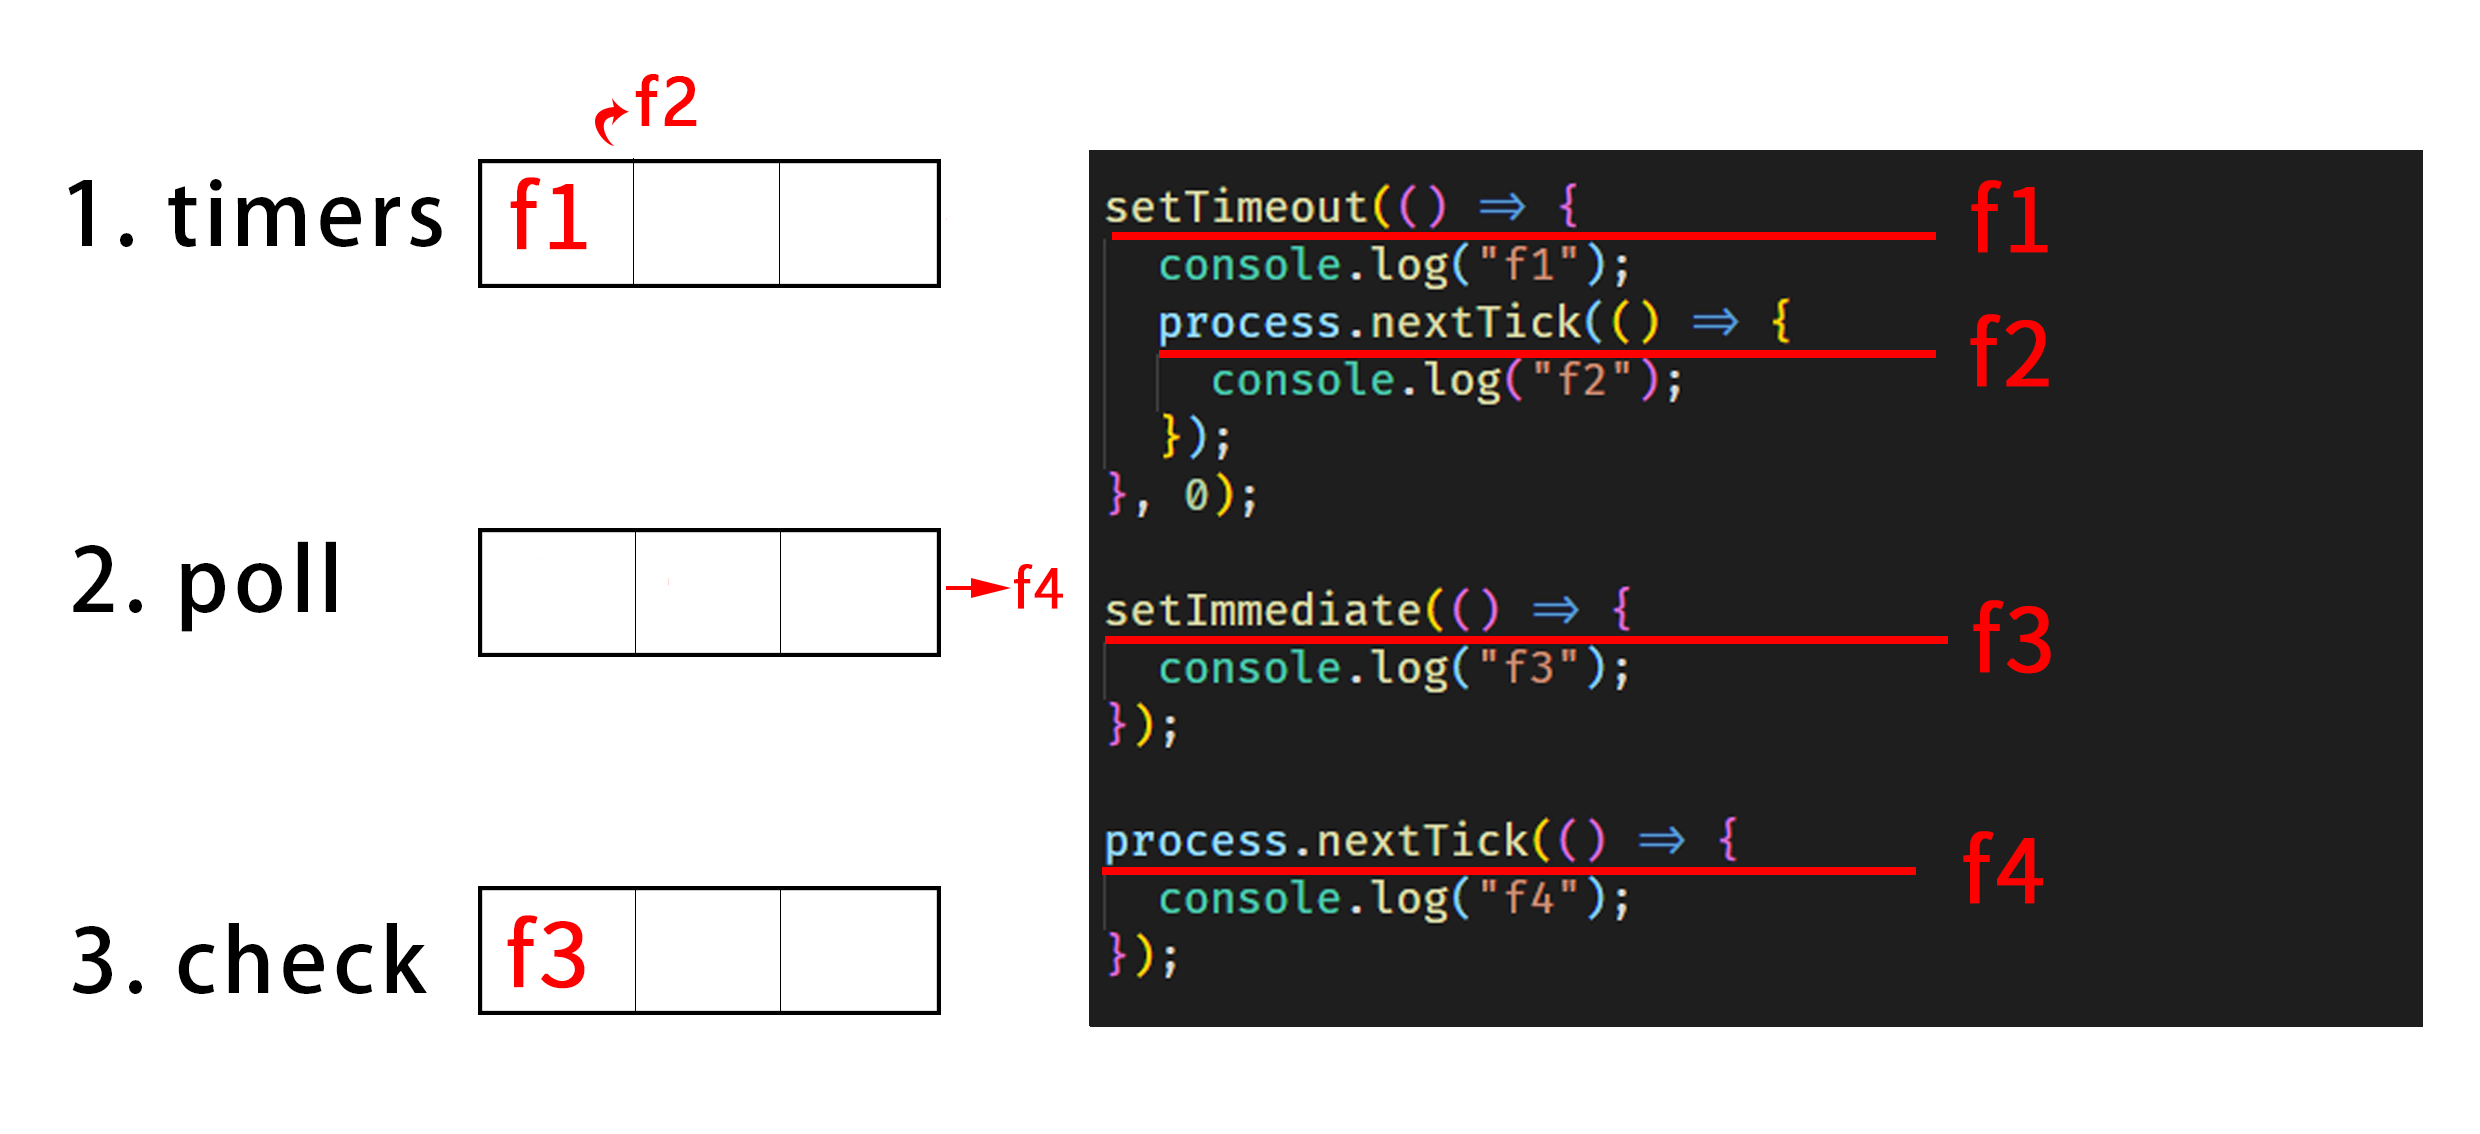 f2
1. timers f1
2. poll f4
3. check f3
setTimeout(() => { f1
  console.log("f1");
  process.nextTick(() => { f2
    console.log("f2");
  });
}, 0);
setImmediate(() => { f3
  console.log("f3");
});
process.nextTick(() => { f4
  console.log("f4");
});